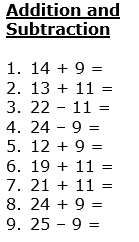 Addition and
Subtraction
1. 14 + 9 =
2. 13 + 11 =
3. 22 – 11 =
4. 24 – 9 =
5. 12 + 9 =
6. 19 + 11 =
7. 21 + 11 =
8. 24 + 9 =
9. 25 – 9 =